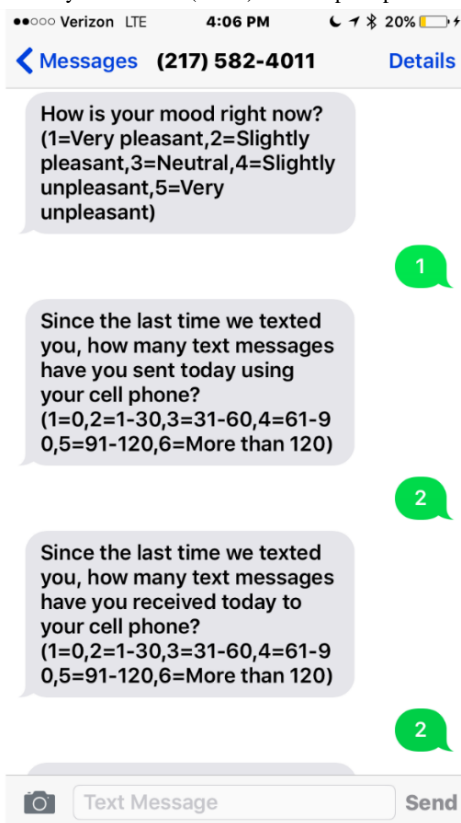 Verizon LTE 4:06 PM 20%
Messages (217) 582-4011 Details
How is your mood right now?
(1=Very pleasant,2=Slightly
pleasant,3=Neutral,4=Slightly
unpleasant,5=Very
unpleasant)
1
Since the last time we texted
you, how many text messages
have you sent today using
your cell phone?
(1=0,2=1-30,3=31-60,4=61-9
0,5=91-120,6=More than 120)
2
Since the last time we texted
you, how many text messages
have you received today to
your cell phone?
(1=0,2=1-30,3=31-60,4=61-9
0,5=91-120,6=More than 120)
2
Text Message Send